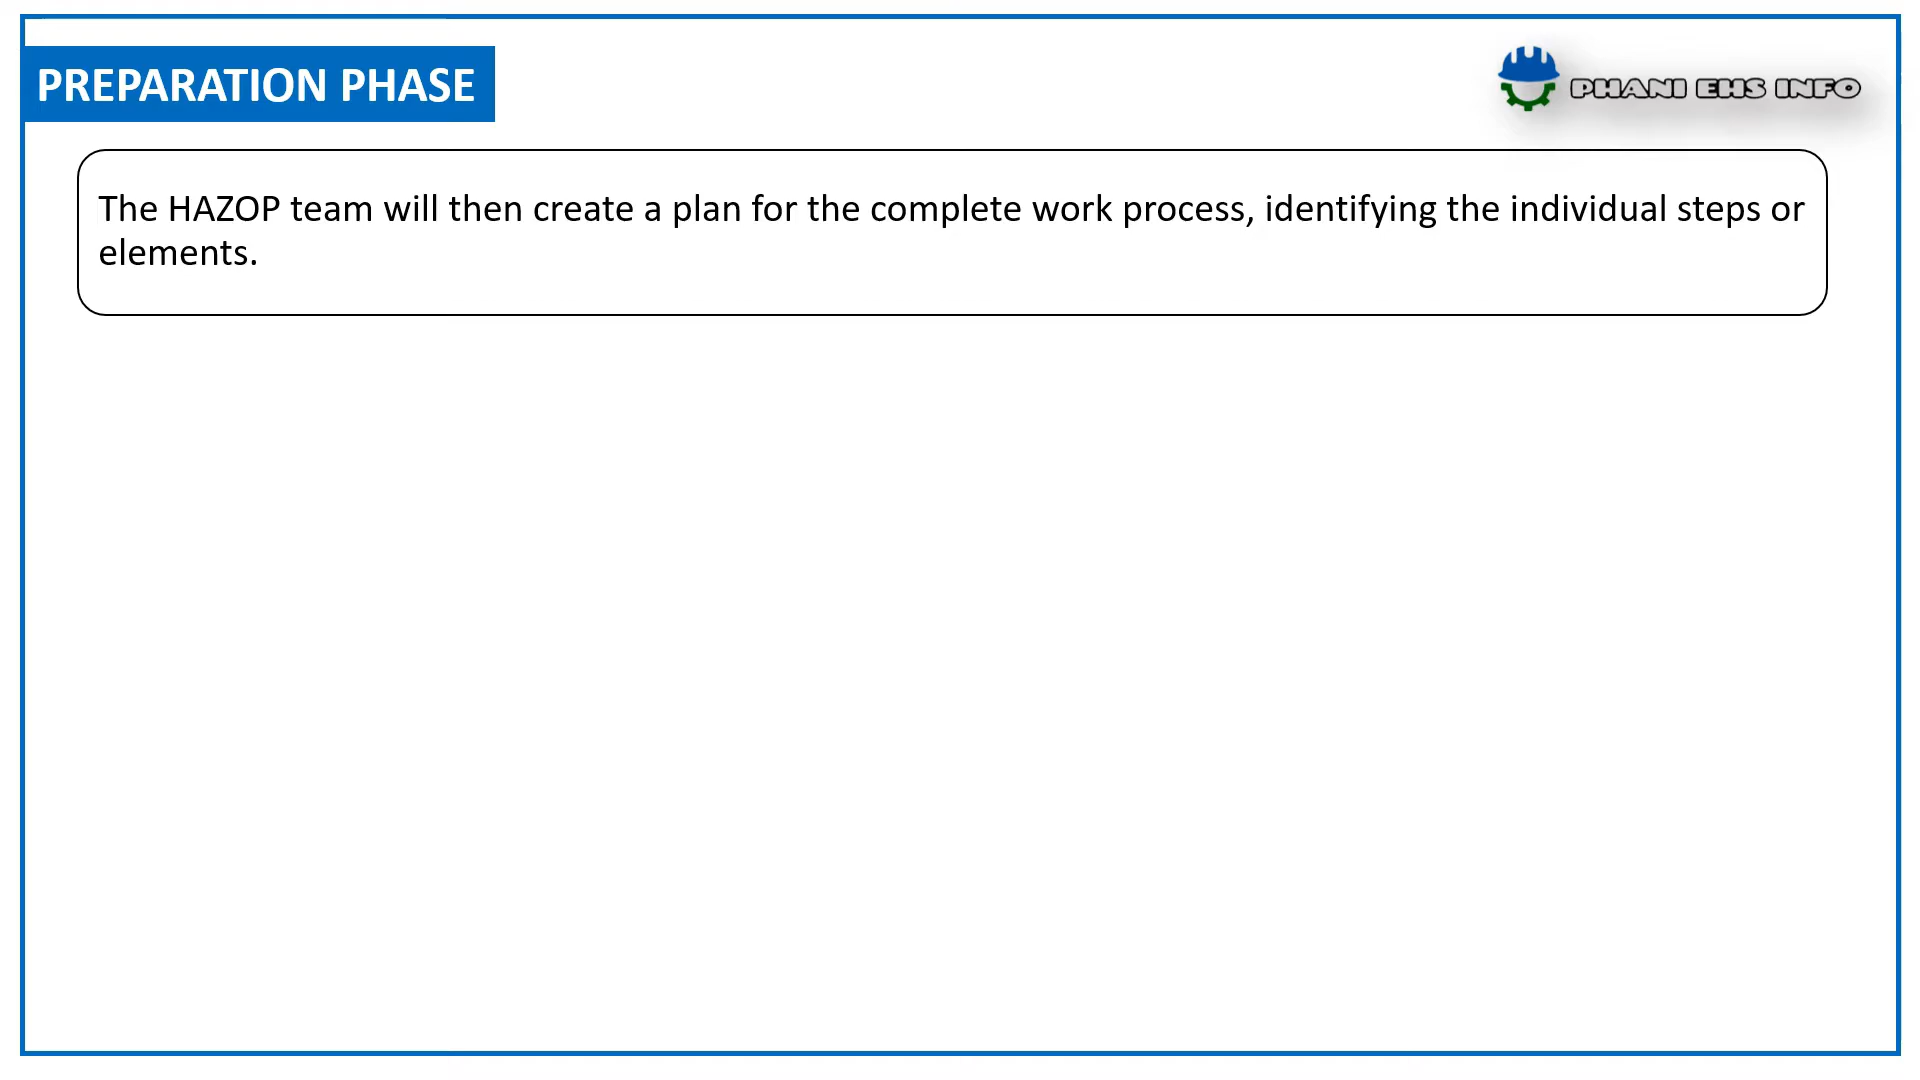 PREPARATION PHASE
PHANI EHS INFO
The HAZOP team will then create a plan for the complete work process, identifying the individual steps or
elements.